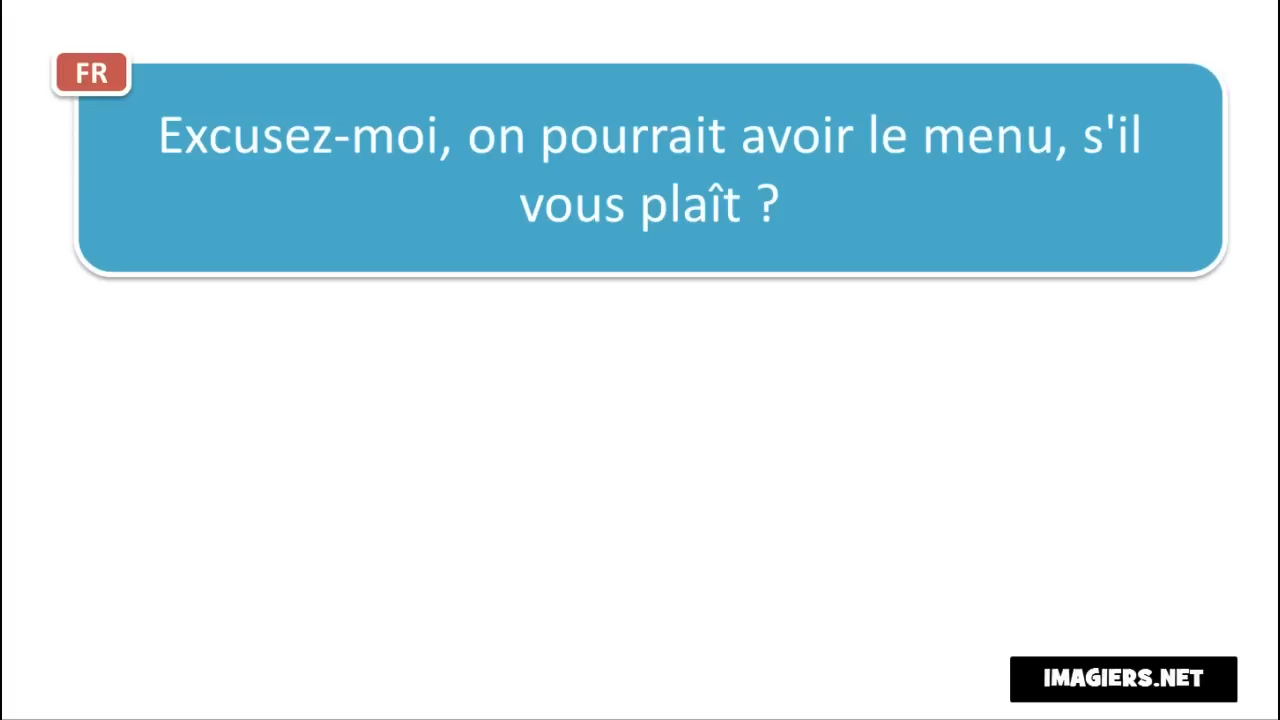 FR
Excusez-moi, on pourrait avoir le menu, s'il
vous plaît ?
IMAGIERS.NET